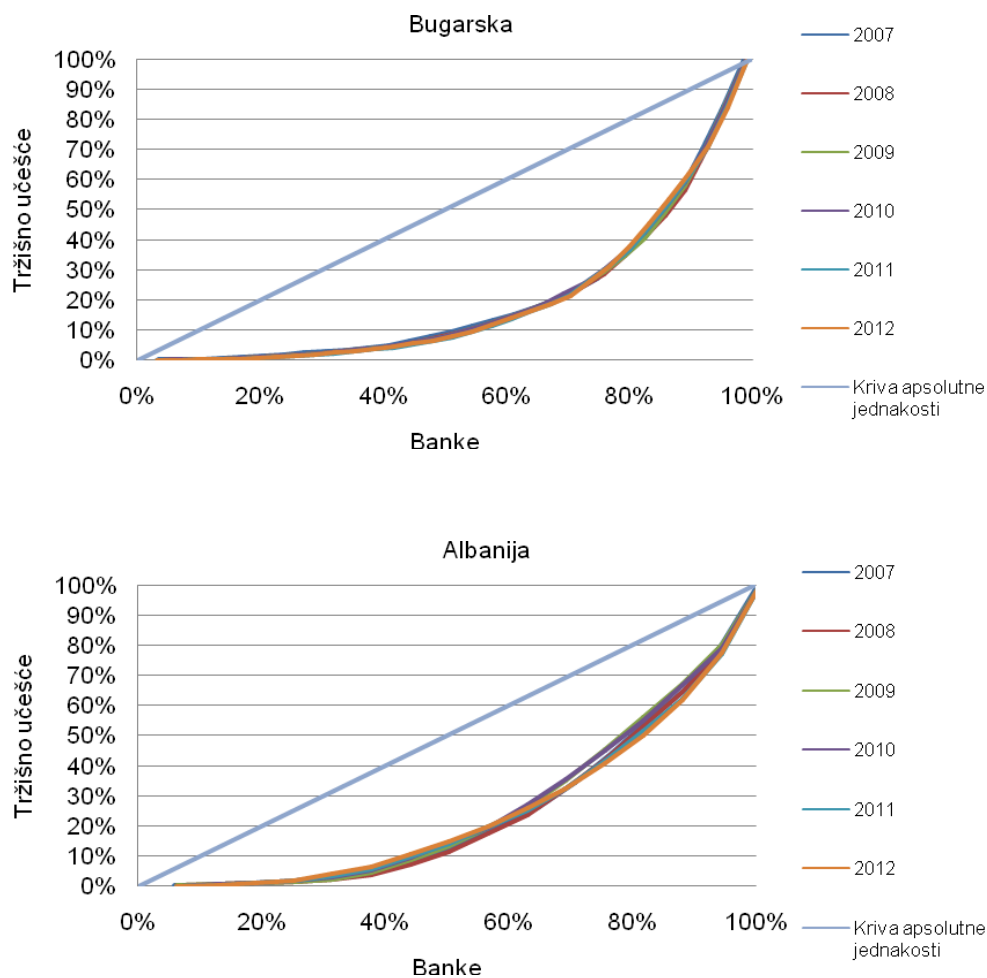 Bugarska
Tržišno učešće
100%
90%
80%
70%
60%
50%
40%
30%
20%
10%
0%
0% 20% 40% 60% 80% 100%
Banke
2007
2008
2009
2010
2011
2012
Kriva apsolutne
jednakosti
Albanija
Tržišno učešće
100%
90%
80%
70%
60%
50%
40%
30%
20%
10%
0%
0% 20% 40% 60% 80% 100%
Banke
2007
2008
2009
2010
2011
2012
Kriva apsolutne
jednakosti